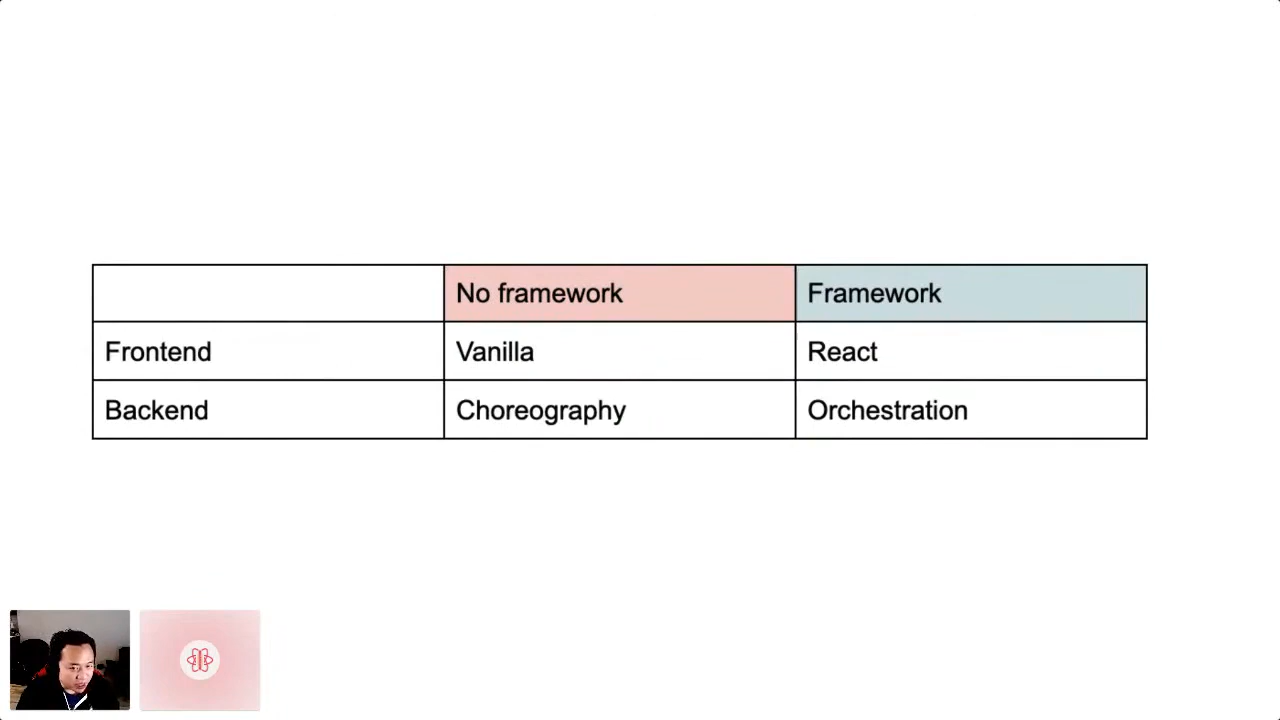 No framework Framework
Frontend Vanilla React
Backend Choreography Orchestration